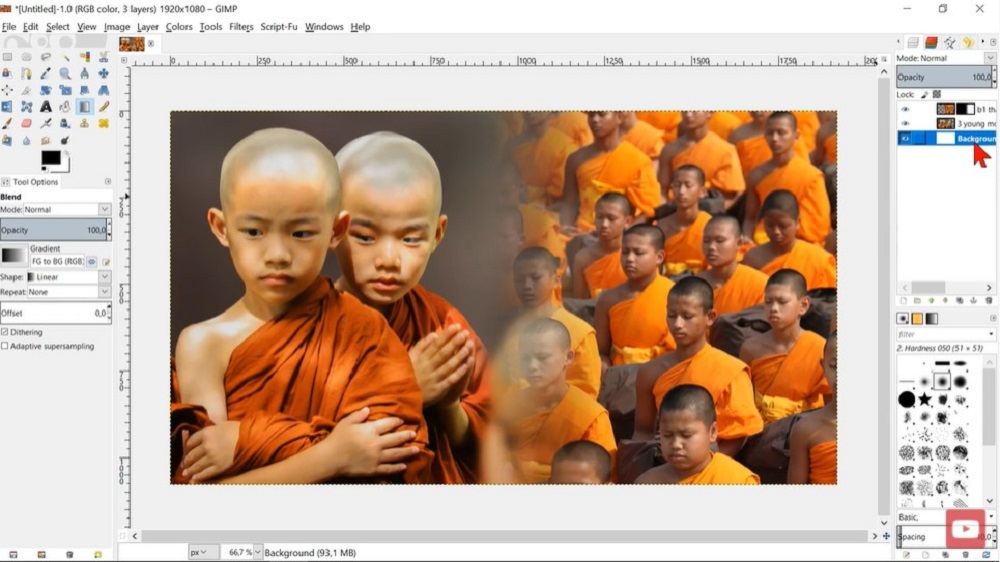 *[Untitled]-1.0 (RGB color, 3 layers) 1920x1080 – GIMP
File Edit Select View Image Layer Colors Tools Filters Script-Fu Windows Help
Mode: Normal
Opacity 100,0
Lock:
b1 th
3 young mo
Backgroun
0 250 500 750 1000 1250 1500 1750
Tool Options
Blend
Mode: Normal
Opacity 100,0
Gradient
FG to BG (RGB)
Shape: Linear
Repeat: None
Offset 0,0
Dithering
Adaptive supersampling
Filter
2. Hardness 050 (51 × 51)
Basic,
Spacing
px 66,7 % Background (93,1 MB)